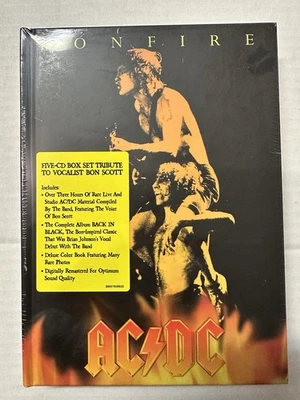 BONFIRE
FIVE-CD BOX SET TRIBUTE
TO VOCALIST BON SCOTT
Includes:
• Over Three Hours Of Rare Live And
Studio AC/DC Material Compiled
By The Band, Featuring The Voice
Of Bon Scott
• The Complete Album BACK IN
BLACK, The Bon-Inspired Classic
That Was Brian Johnson's Vocal
Debut With The Band
• Deluxe Color Book Featuring Many
Rare Photos
• Digitally Remastered For Optimum
Sound Quality
AC⚡DC